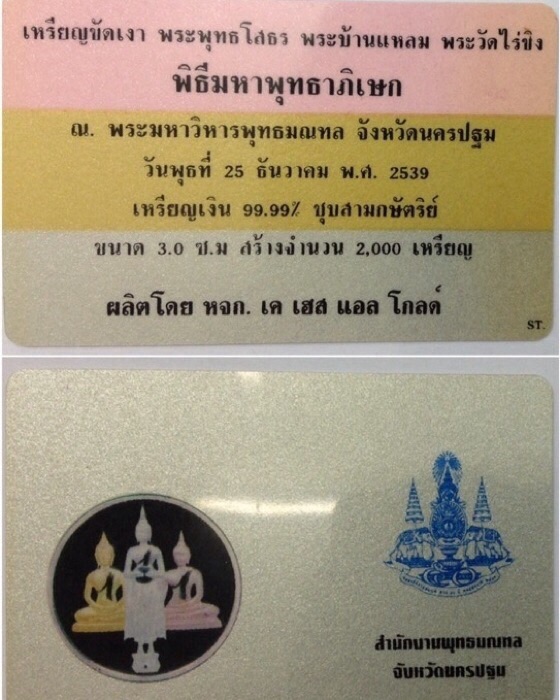 เหรียญขัดเงา พระพุทธโสธร พระบ้านแหลม พระวัดไร่ขิง
พิธีมหาพุทธาภิเษก
ณ. พระมหาวิหารพุทธมณฑล จังหวัดนครปฐม
วันพุธที่ 25 ธันวาคม พ.ศ. 2539
เหรียญเงิน 99.99% ชุบสามกษัตริย์
ขนาด 3.0 ซ.ม สร้างจำนวน 2,000 เหรียญ
ผลิตโดย หจก. เค เฮส แอล โกลด์
ST.
สำนักงานพุทธมณฑล
จังหวัดนครปฐม